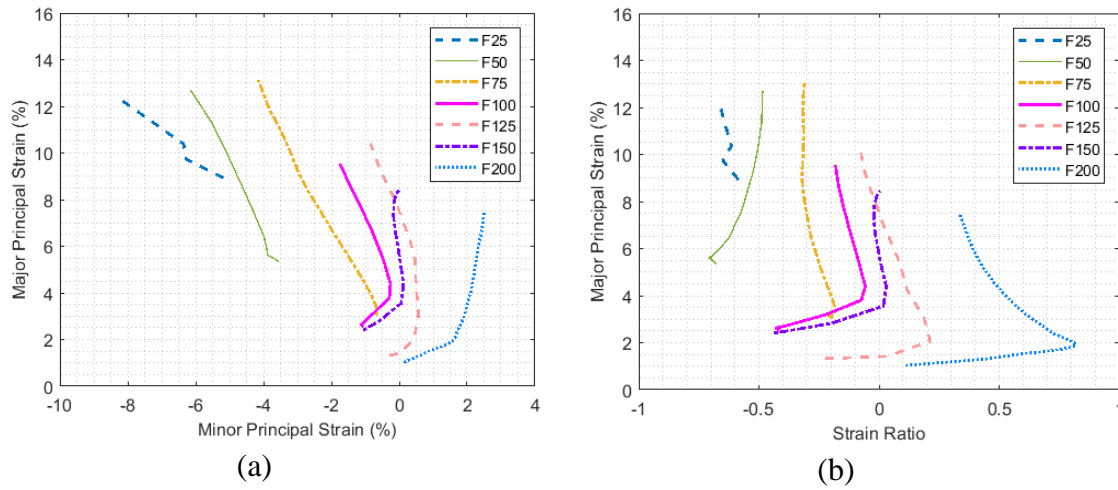 16
14
12
10
8
6
4
2
0
Major Principal Strain (%)
-10
-8
-6
-4
-2
0
2
4
Minor Principal Strain (%)
F25
F50
F75
F100
F125
F150
F200
(a)
16
14
12
10
8
6
4
2
0
Major Principal Strain (%)
-1
-0.5
0
0.5
1
Strain Ratio
F25
F50
F75
F100
F125
F150
F200
(b)